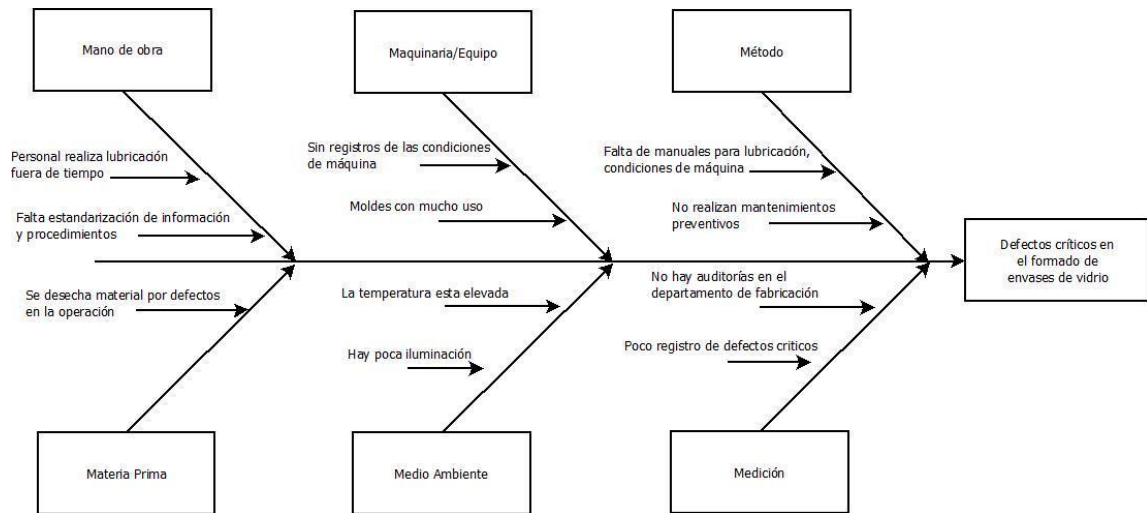 Mano de obra
Maquinaria/Equipo
Método
Personal realiza lubricación
fuera de tiempo
Falta estandarización de información
y procedimientos
Sin registros de las condiciones
de máquina
Moldes con mucho uso
Falta de manuales para lubricación,
condiciones de máquina
No realizan mantenimientos
preventivos
Defectos críticos en
el formado de
envases de vidrio
Se desecha material por defectos
en la operación
La temperatura esta elevada
Hay poca iluminación
No hay auditorías en el
departamento de fabricación
Poco registro de defectos criticos
Materia Prima
Medio Ambiente
Medición